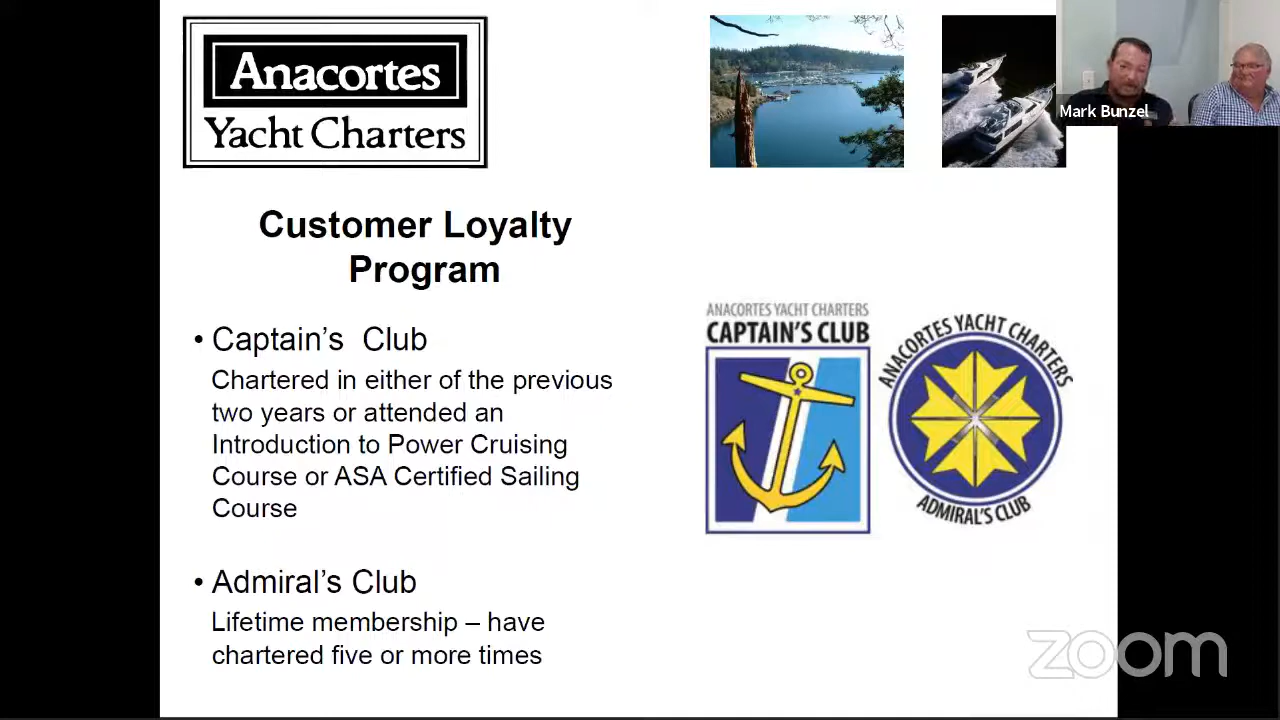 Anacortes
Yacht Charters
Mark Bunzel
Customer Loyalty
Program
• Captain's Club
Chartered in either of the previous
two years or attended an
Introduction to Power Cruising
Course or ASA Certified Sailing
Course
• Admiral's Club
Lifetime membership – have
chartered five or more times
ANACORTES YACHT CHARTERS
CAPTAIN'S CLUB
ANACORTES YACHT CHARTERS
ADMIRAL'S CLUB
zoom